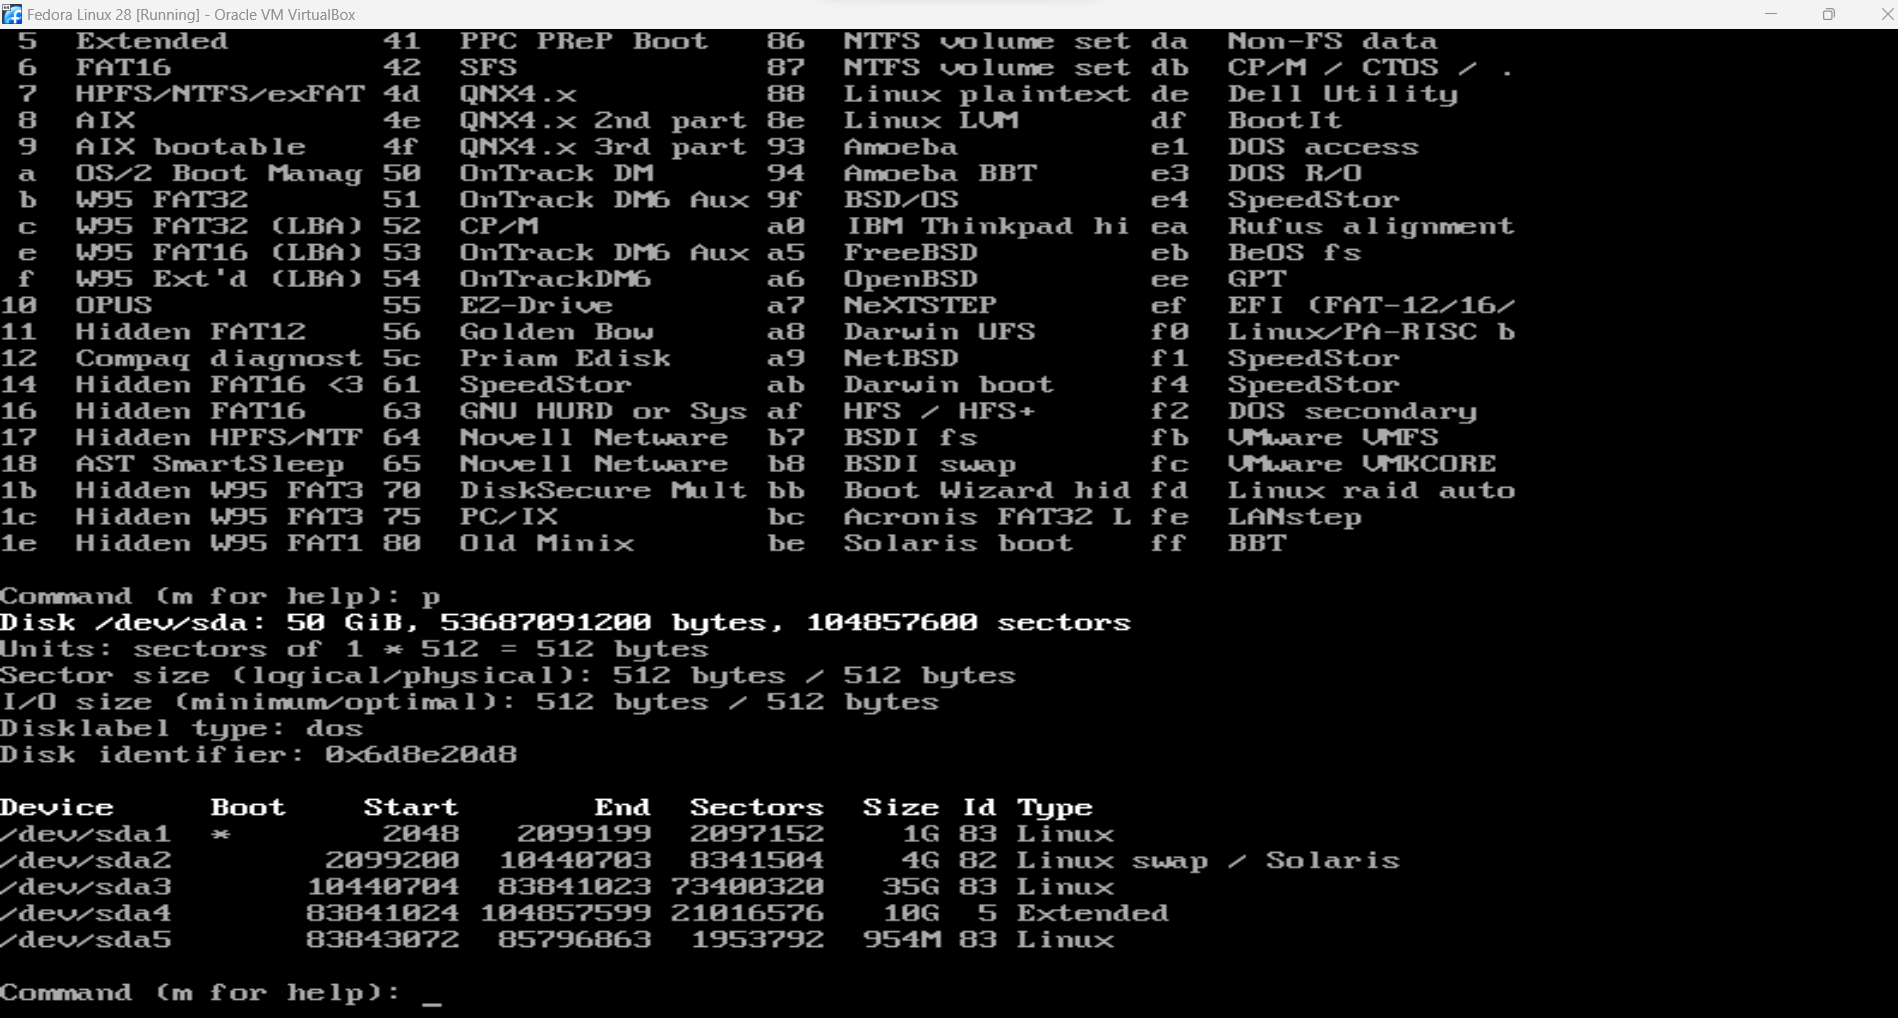 Fedora Linux 28 [Running] - Oracle VM VirtualBox
 5  Extended        41  PPC PReP Boot   86  NTFS volume set da  Non-FS data
 6  FAT16           42  SFS             87  NTFS volume set db  CP/M / CTOS / .
 7  HPFS/NTFS/exFAT 4d  QNX4.x          88  Linux plaintext de  Dell Utility
 8  AIX             4e  QNX4.x 2nd part 8e  Linux LVM       df  BootIt
 9  AIX bootable    4f  QNX4.x 3rd part 93  Amoeba          e1  DOS access
 a  OS/2 Boot Manag 50  OnTrack DM      94  Amoeba BBT      e3  DOS R/O
 b  W95 FAT32       51  OnTrack DM6 Aux 9f  BSD/OS          e4  SpeedStor
 c  W95 FAT32 (LBA) 52  CP/M            a0  IBM Thinkpad hi ea  Rufus alignment
 e  W95 FAT16 (LBA) 53  OnTrack DM6 Aux a5  FreeBSD         eb  BeOS fs
 f  W95 Ext'd (LBA) 54  OnTrackDM6      a6  OpenBSD         ee  GPT
10  OPUS            55  EZ-Drive        a7  NeXTSTEP        ef  EFI (FAT-12/16/
11  Hidden FAT12    56  Golden Bow      a8  Darwin UFS      f0  Linux/PA-RISC b
12  Compaq diagnost 5c  Priam Edisk     a9  NetBSD          f1  SpeedStor
14  Hidden FAT16 <3 61  SpeedStor       ab  Darwin boot     f4  SpeedStor
16  Hidden FAT16    63  GNU HURD or Sys af  HFS / HFS+      f2  DOS secondary
17  Hidden HPFS/NTF 64  Novell Netware  b7  BSDI fs         fb  VMware VMFS
18  AST SmartSleep  65  Novell Netware  b8  BSDI swap       fc  VMware VMKCORE
1b  Hidden W95 FAT3 70  DiskSecure Mult bb  Boot Wizard hid fd  Linux raid auto
1c  Hidden W95 FAT3 75  PC/IX           bc  Acronis FAT32 L fe  LANstep
1e  Hidden W95 FAT1 80  Old Minix       be  Solaris boot    ff  BBT
Command (m for help): p
Disk /dev/sda: 50 GiB, 53687091200 bytes, 104857600 sectors
Units: sectors of 1 * 512 = 512 bytes
Sector size (logical/physical): 512 bytes / 512 bytes
I/O size (minimum/optimal): 512 bytes / 512 bytes
Disklabel type: dos
Disk identifier: 0x6d8e20d8
Device     Boot    Start       End  Sectors  Size Id Type
/dev/sda1  *        2048   2099199  2097152    1G 83 Linux
/dev/sda2        2099200  10440703  8341504    4G 82 Linux swap / Solaris
/dev/sda3       10440704  83841023 73400320   35G 83 Linux
/dev/sda4       83841024 104857599 21016576   10G  5 Extended
/dev/sda5       83843072  85796863  1953792  954M 83 Linux
Command (m for help): _